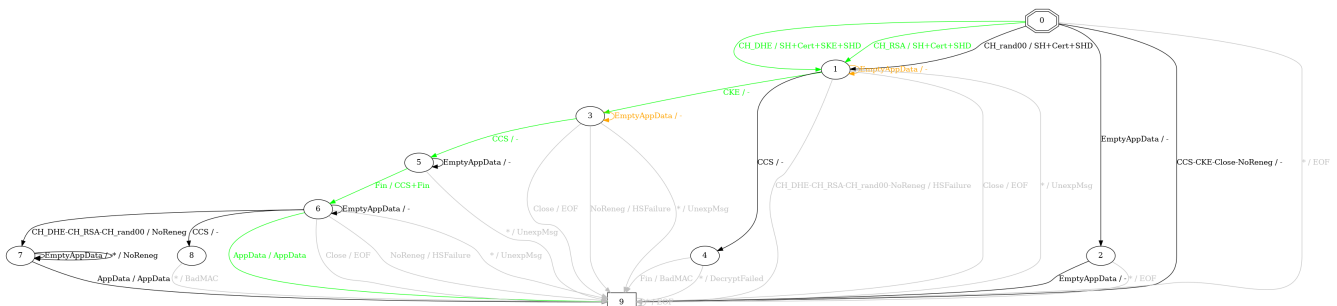 0
CH_DHE / SH+Cert+SKE+SHD
CH_RSA / SH+Cert+SHD
CH_rand00 / SH+Cert+SHD
1
EmptyAppData / -
CKE / -
3
EmptyAppData / -
CCS / -
EmptyAppData / -
CCS-CKE-Close-NoReneg / -
* / EOF
CCS / -
5
EmptyAppData / -
CH_DHE-CH_RSA-CH_rand00-NoReneg / HSFailure
Close / EOF
* / UnexpMsg
Fin / CCS+Fin
6
EmptyAppData / -
Close / EOF
NoReneg / HSFailure
* / UnexpMsg
* / UnexpMsg
CH_DHE-CH_RSA-CH_rand00 / NoReneg
CCS / -
7
EmptyAppData / -
* / NoReneg
8
AppData / AppData
Close / EOF
NoReneg / HSFailure
* / UnexpMsg
4
2
AppData / AppData
* / BadMAC
Fin / BadMAC
* / DecryptFailed
EmptyAppData / -
* / EOF
9